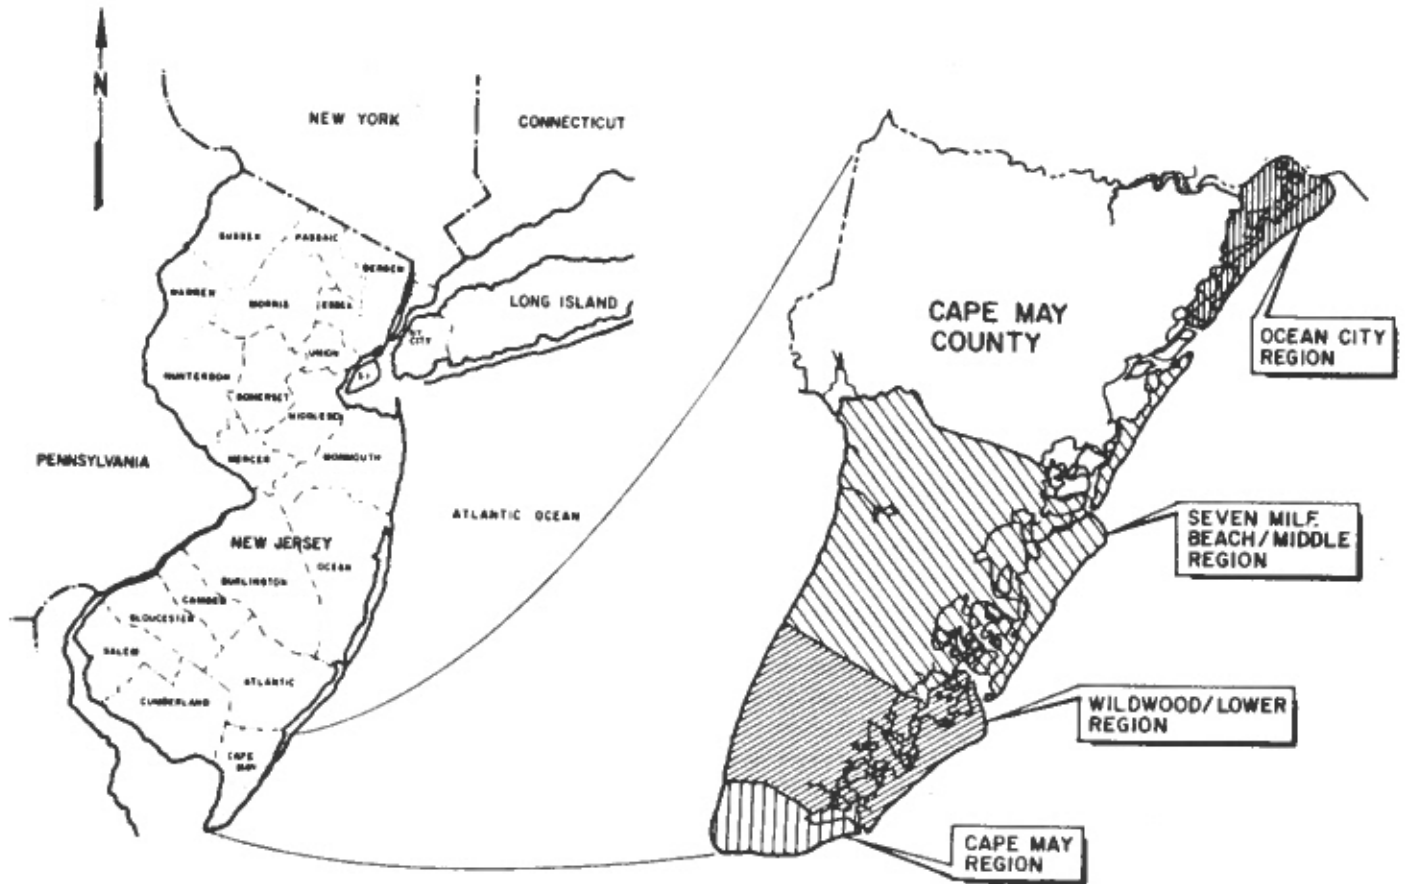 N
NEW YORK
CONNECTICUT
SUSSEX
PASSAIC
BERGEN
WARREN
MORRIS
ESSEX
LONG ISLAND
N.Y.
CITY
UNION
S.I.
HUNTERDON
SOMERSET
MIDDLESEX
PENNSYLVANIA
MERCER
MONMOUTH
ATLANTIC OCEAN
NEW JERSEY
OCEAN
BURLINGTON
CAMDEN
GLOUCESTER
SALEM
ATLANTIC
CUMBERLAND
CAPE
MAY
CAPE MAY
COUNTY
OCEAN CITY
REGION
SEVEN MILE
BEACH/MIDDLE
REGION
WILDWOOD/LOWER
REGION
CAPE MAY
REGION